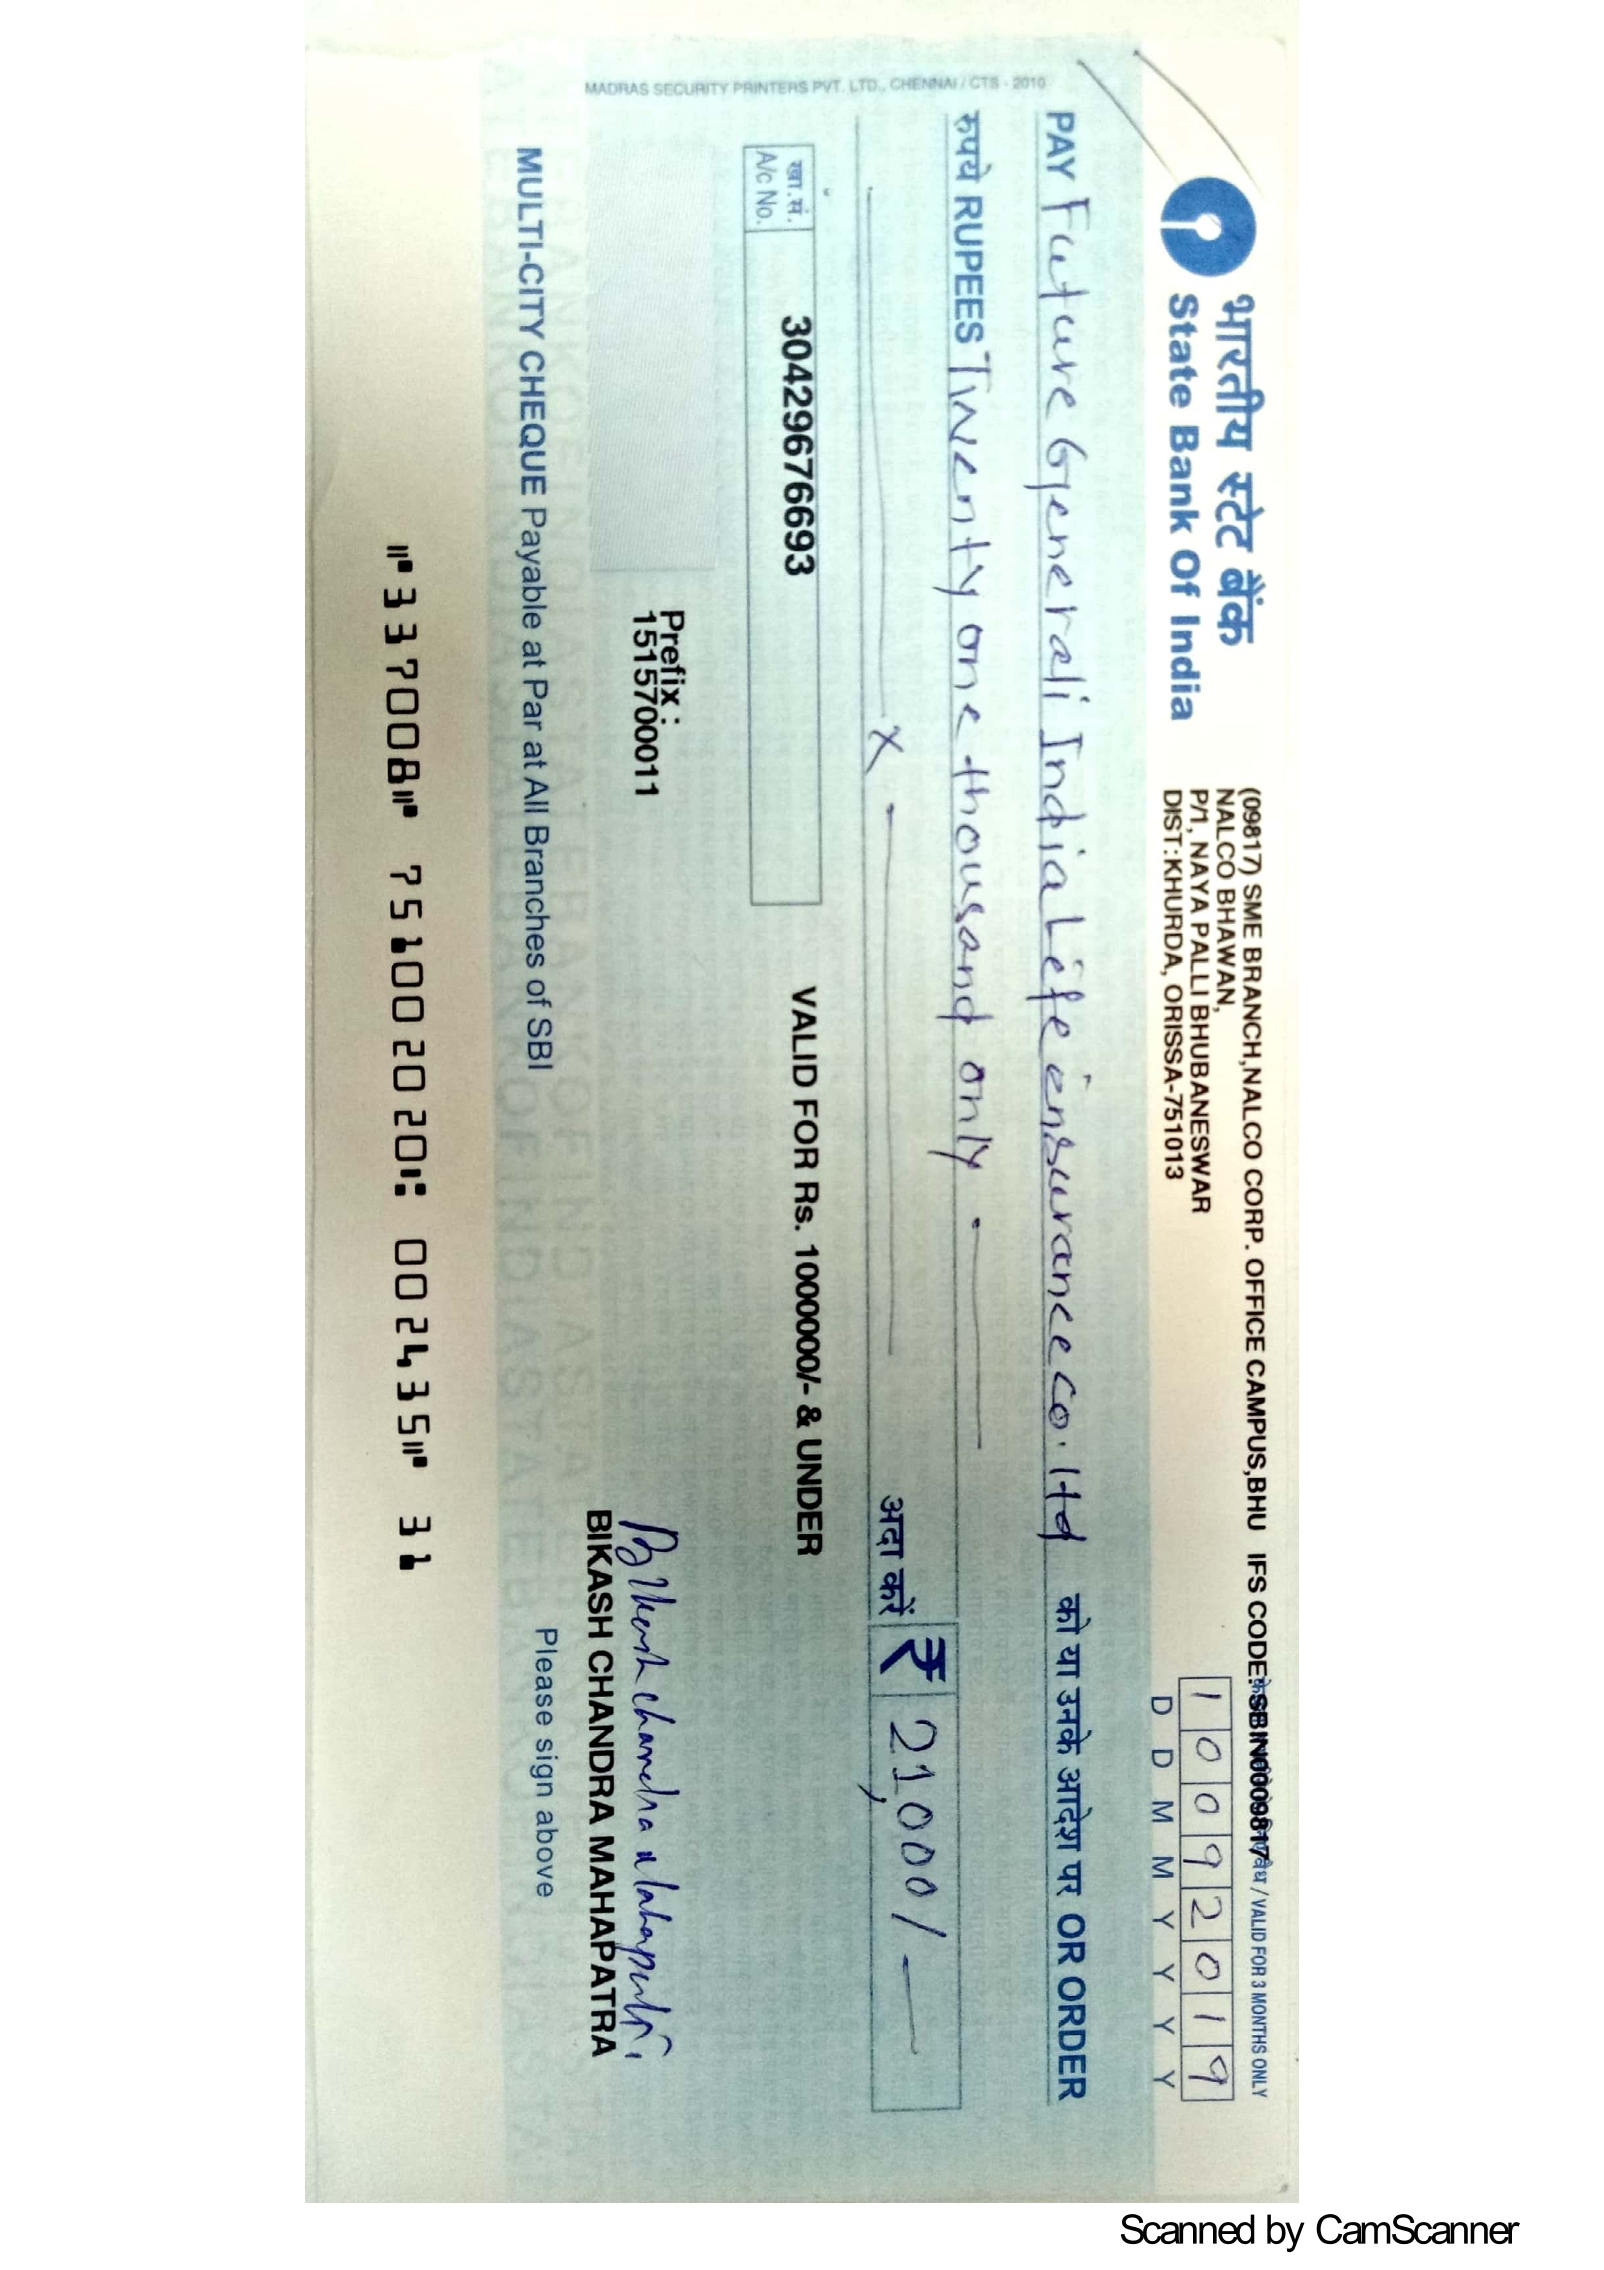 भारतीय स्टेट बैंक
State Bank Of India
(09817) SME BRANCH,NALCO CORP. OFFICE CAMPUS,BHU IFS CODE: SBIN0009817
NALCO BHAWAN,
P/1, NAYA PALLI BHUBANESWAR
DIST:KHURDA, ORISSA-751013
/ VALID FOR 3 MONTHS ONLY
1 0 0 9 2 0 1 9
D D M M Y Y Y Y
PAY Future Generali India Life insurance co. ltd को या उनके आदेश पर OR ORDER
रुपये RUPEES Twenty one thousand only
X अदा करें ₹ 21,000/-
खा.सं.
A/c No. 30429676693
VALID FOR Rs. 1000000/- & UNDER
Prefix :
1515700011
Bikash chandra Mahapatra
BIKASH CHANDRA MAHAPATRA
MULTI-CITY CHEQUE Payable at Par at All Branches of SBI
Please sign above
⑈337008⑈ 751002020⑆ 002435⑈ 31
MADRAS SECURITY PRINTERS PVT. LTD., CHENNAI / CTS - 2010
Scanned by CamScanner